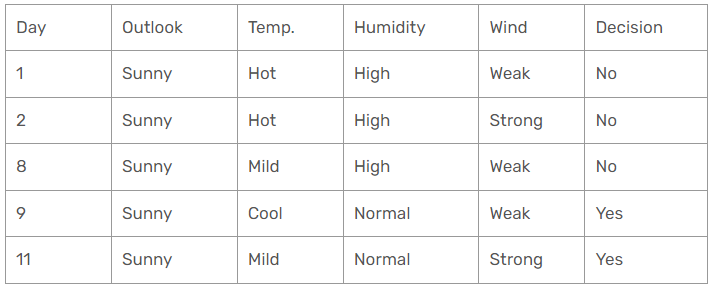 Day Outlook Temp. Humidity Wind Decision
1 Sunny Hot High Weak No
2 Sunny Hot High Strong No
8 Sunny Mild High Weak No
9 Sunny Cool Normal Weak Yes
11 Sunny Mild Normal Strong Yes